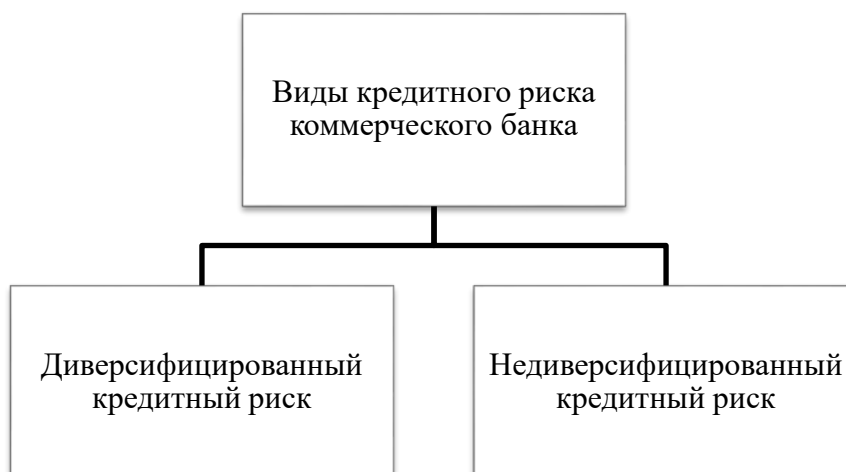 Виды кредитного риска
коммерческого банка
Диверсифицированный
кредитный риск
Недиверсифицированный
кредитный риск